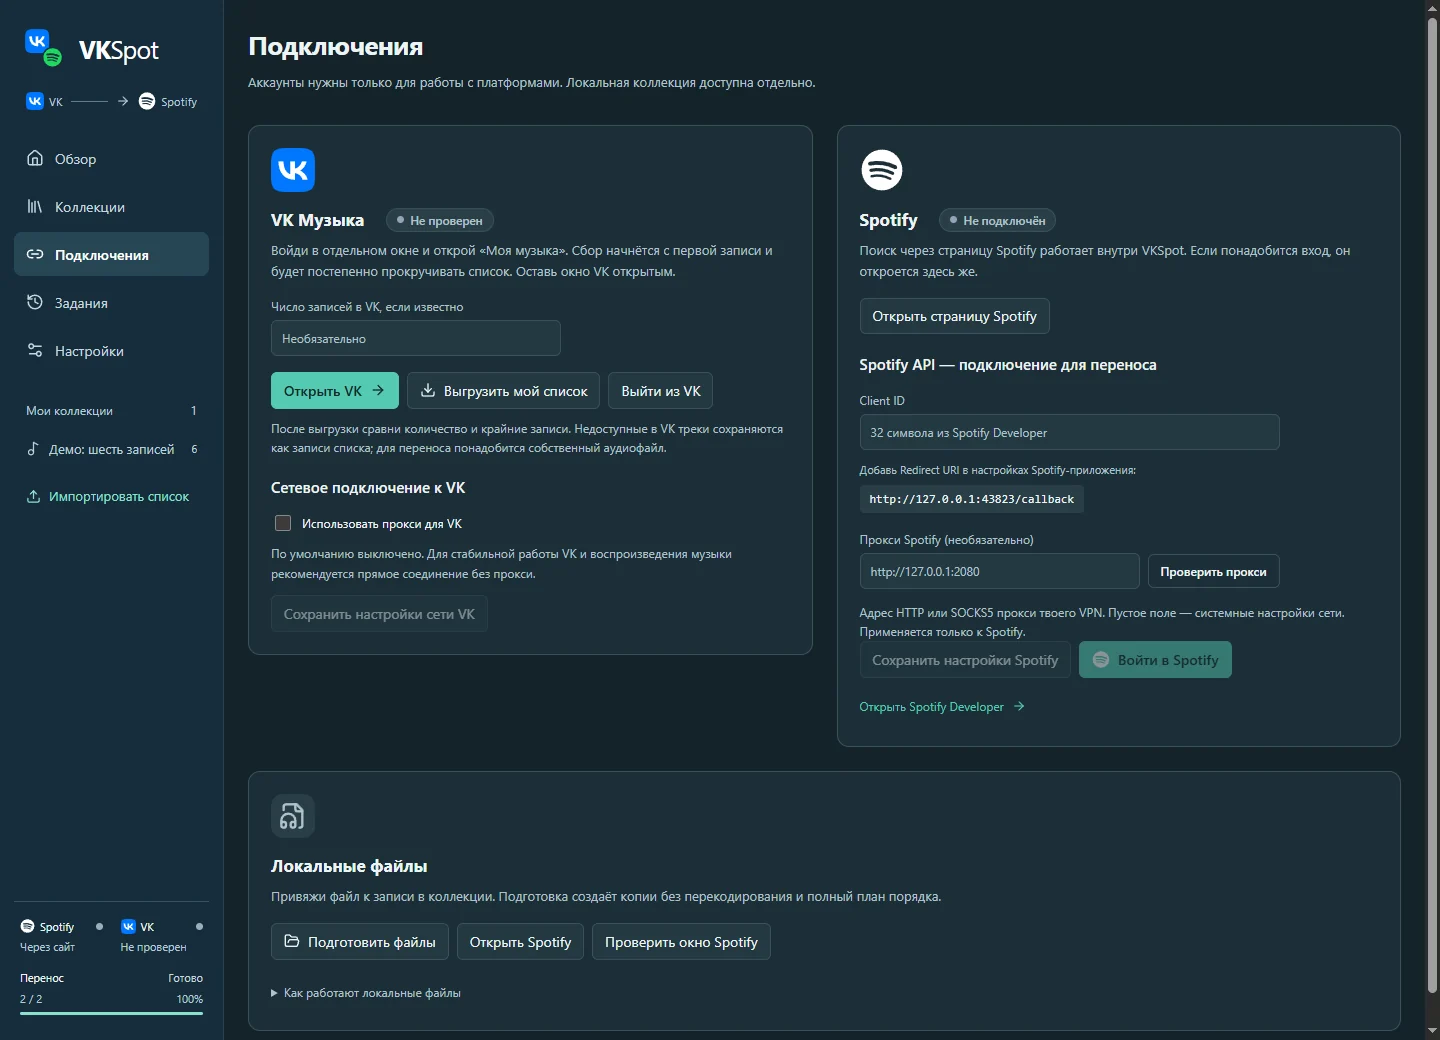 VKSpot
VK Spotify
Обзор
Коллекции
Подключения
Задания
Настройки
Мои коллекции 1
Демо: шесть записей 6
Импортировать список
Spotify VK
Через сайт Не проверен
Перенос Готово
2 / 2 100%
Подключения
Аккаунты нужны только для работы с платформами. Локальная коллекция доступна отдельно.
VK Музыка Не проверен
Войди в отдельном окне и открой «Моя музыка». Сбор начнётся с первой записи и
будет постепенно прокручивать список. Оставь окно VK открытым.
Число записей в VK, если известно
Необязательно
Открыть VK Выгрузить мой список Выйти из VK
После выгрузки сравни количество и крайние записи. Недоступные в VK треки сохраняются
как записи списка; для переноса понадобится собственный аудиофайл.
Сетевое подключение к VK
Использовать прокси для VK
По умолчанию выключено. Для стабильной работы VK и воспроизведения музыки
рекомендуется прямое соединение без прокси.
Сохранить настройки сети VK
Spotify Не подключён
Поиск через страницу Spotify работает внутри VKSpot. Если понадобится вход, он
откроется здесь же.
Открыть страницу Spotify
Spotify API — подключение для переноса
Client ID
32 символа из Spotify Developer
Добавь Redirect URI в настройках Spotify-приложения:
http://127.0.0.1:43823/callback
Прокси Spotify (необязательно)
http://127.0.0.1:2080 Проверить прокси
Адрес HTTP или SOCKS5 прокси твоего VPN. Пустое поле — системные настройки сети.
Применяется только к Spotify.
Сохранить настройки Spotify Войти в Spotify
Открыть Spotify Developer
Локальные файлы
Привяжи файл к записи в коллекции. Подготовка создаёт копии без перекодирования и полный план порядка.
Подготовить файлы Открыть Spotify Проверить окно Spotify
Как работают локальные файлы